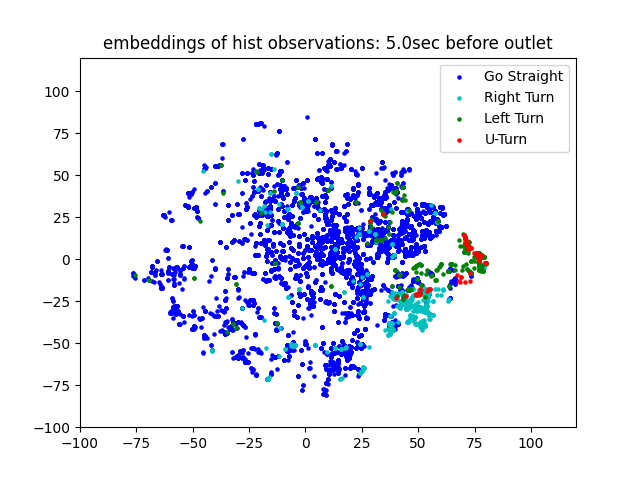 embeddings of hist observations: 5.0sec before outlet
Go Straight
Right Turn
Left Turn
U-Turn
100
75
50
25
0
−25
−50
−75
−100
−100 −75 −50 −25 0 25 50 75 100